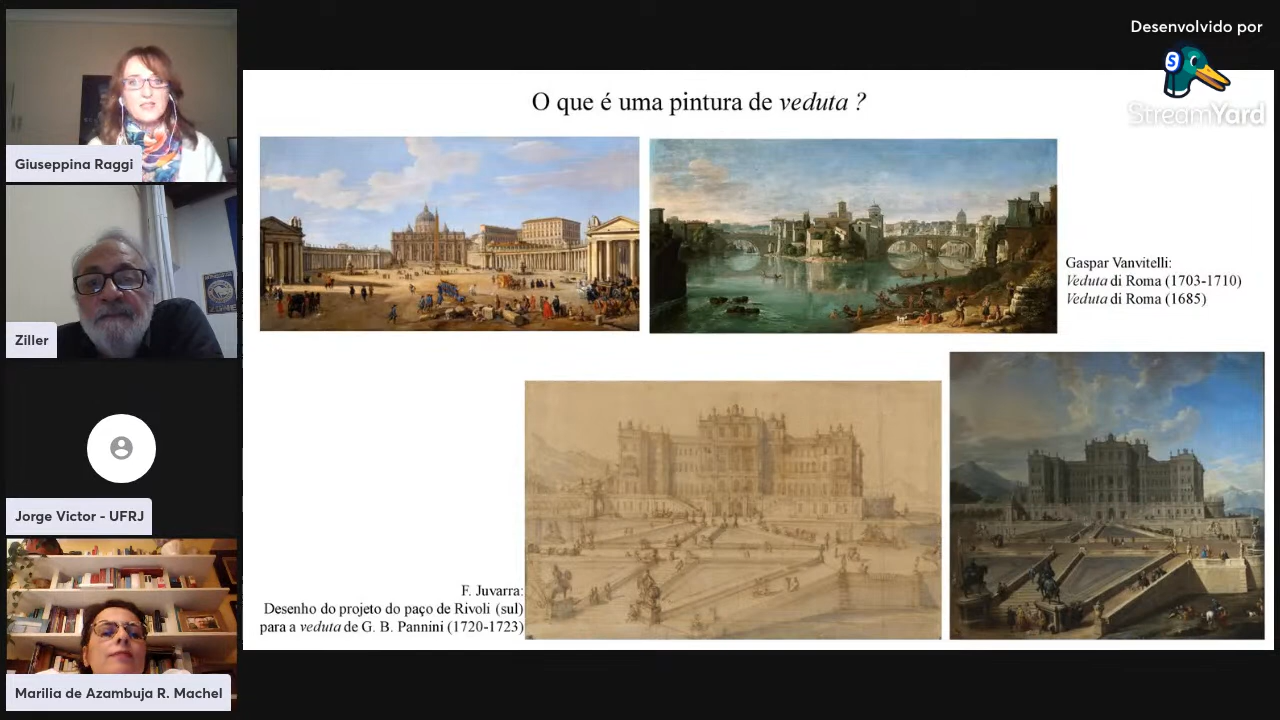 Desenvolvido por
StreamYard
Giuseppina Raggi
Ziller
Jorge Victor - UFRJ
Marilia de Azambuja R. Machel
O que é uma pintura de veduta ?
Gaspar Vanvitelli:
Veduta di Roma (1703-1710)
Veduta di Roma (1685)
F. Juvarra:
Desenho do projeto do paço de Rivoli (sul)
para a veduta de G. B. Pannini (1720-1723)